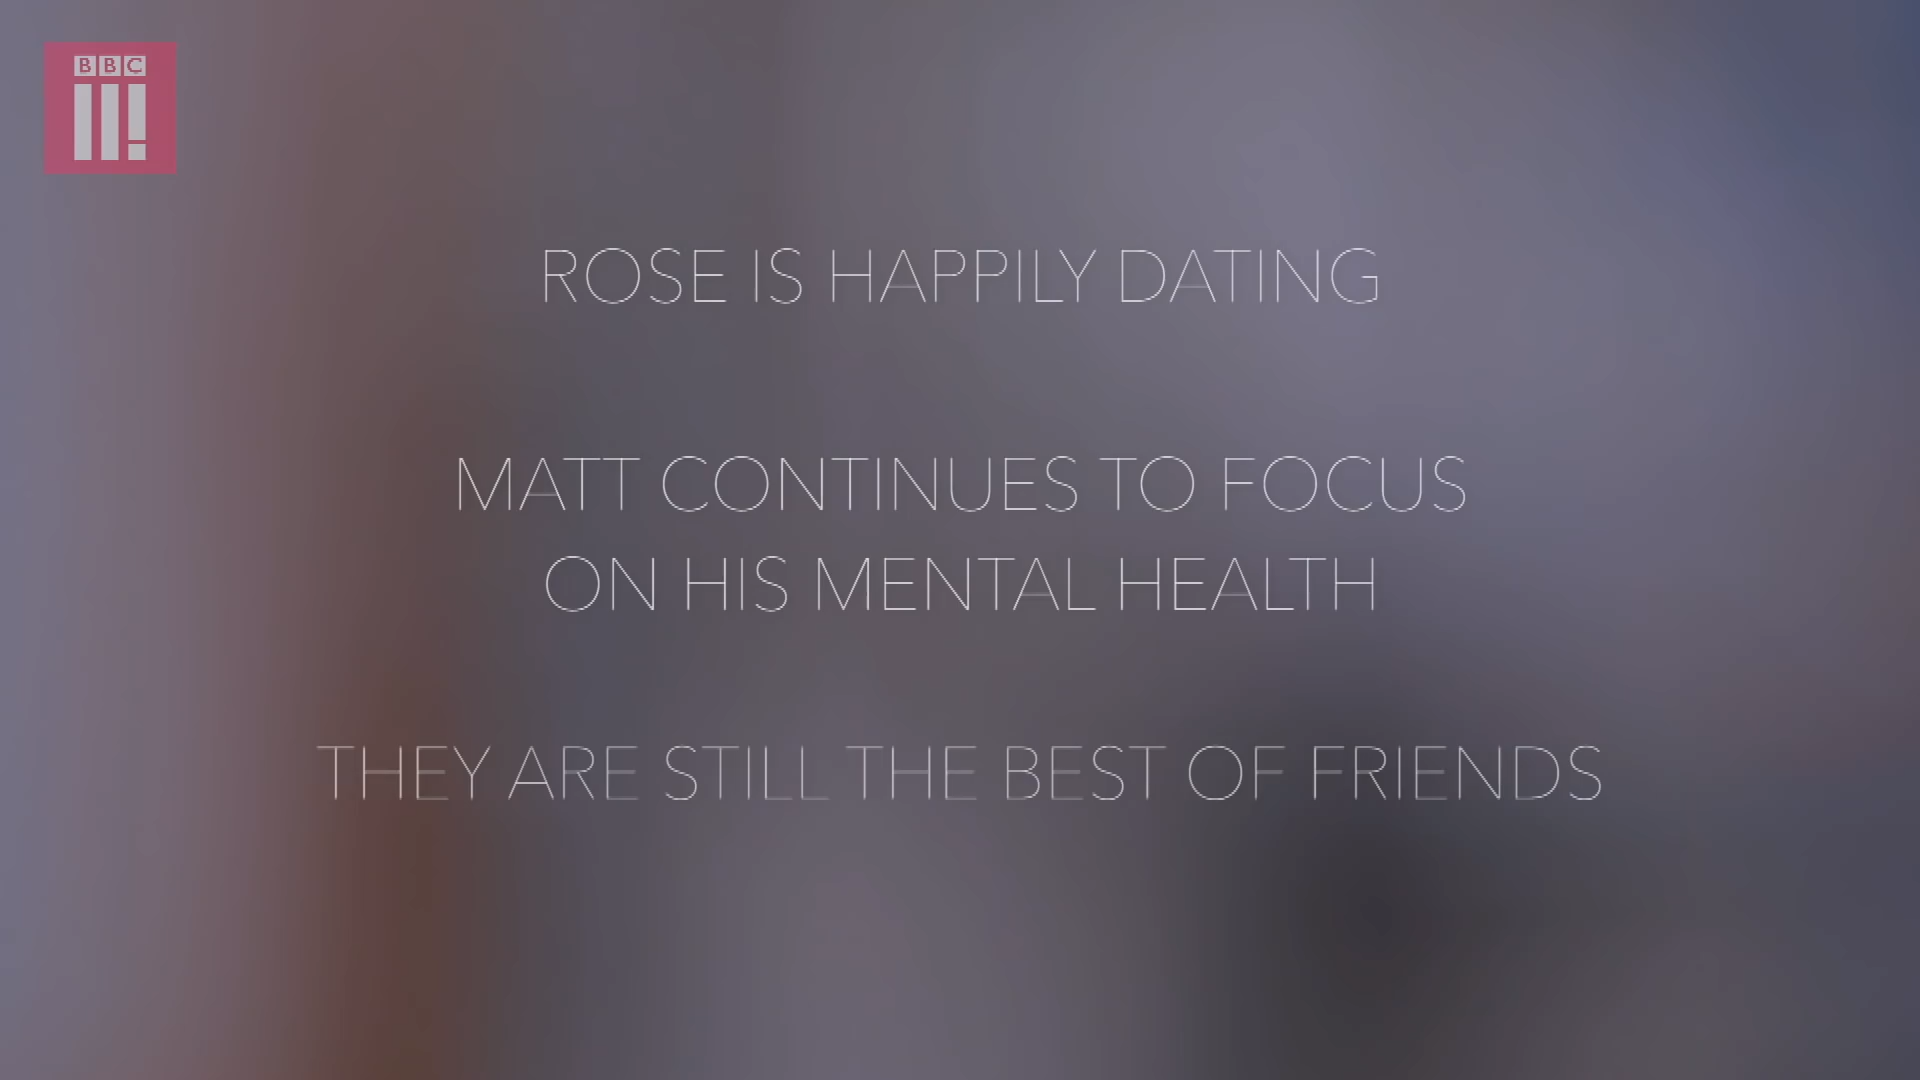 BBC
ROSE IS HAPPILY DATING
MATT CONTINUES TO FOCUS
ON HIS MENTAL HEALTH
THEY ARE STILL THE BEST OF FRIENDS